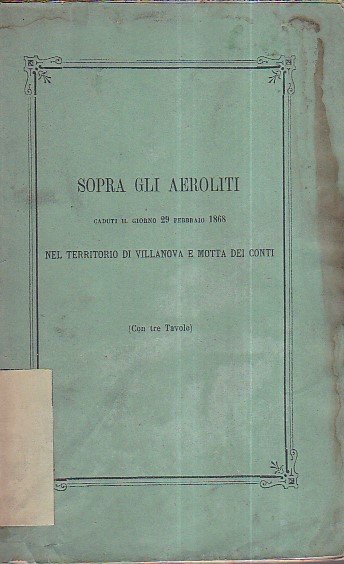 SOPRA GLI AEROLITI
CADUTI IL GIORNO 29 FEBBRAIO 1868
NEL TERRITORIO DI VILLANOVA E MOTTA DEI CONTI
(Con tre Tavole)